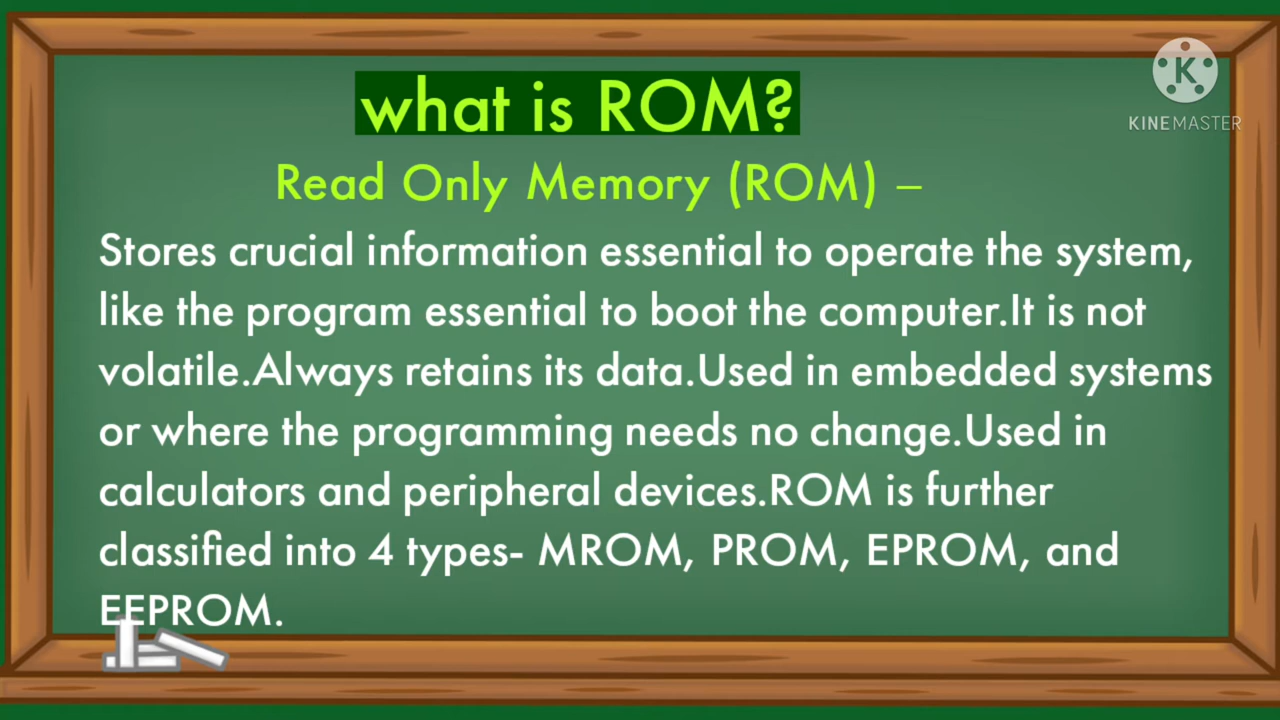 what is ROM?
KINEMASTER
Read Only Memory (ROM) –
Stores crucial information essential to operate the system,
like the program essential to boot the computer.It is not
volatile.Always retains its data.Used in embedded systems
or where the programming needs no change.Used in
calculators and peripheral devices.ROM is further
classified into 4 types- MROM, PROM, EPROM, and
EEPROM.